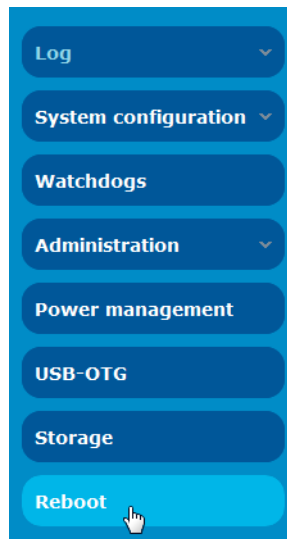 Log
System configuration
Watchdogs
Administration
Power management
USB-OTG
Storage
Reboot